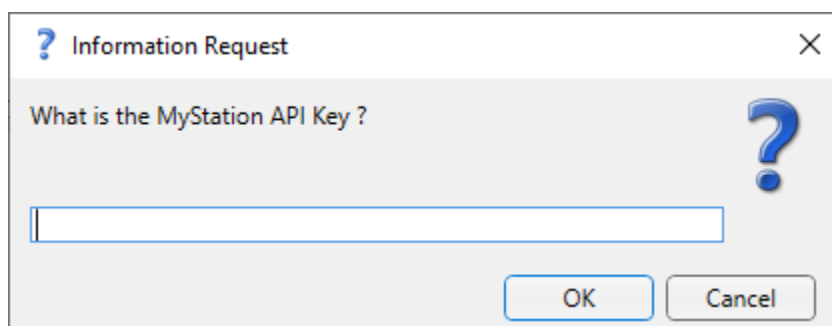 Information Request
What is the MyStation API Key ?
OK
Cancel